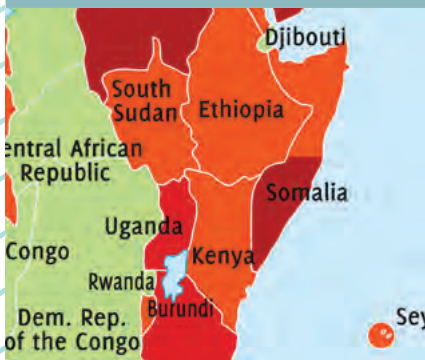 Djibouti
South
Sudan
Ethiopia
entral African
Republic
Somalia
Uganda
Congo
Kenya
Rwanda
Burundi
Dem. Rep.
of the Congo
Sey